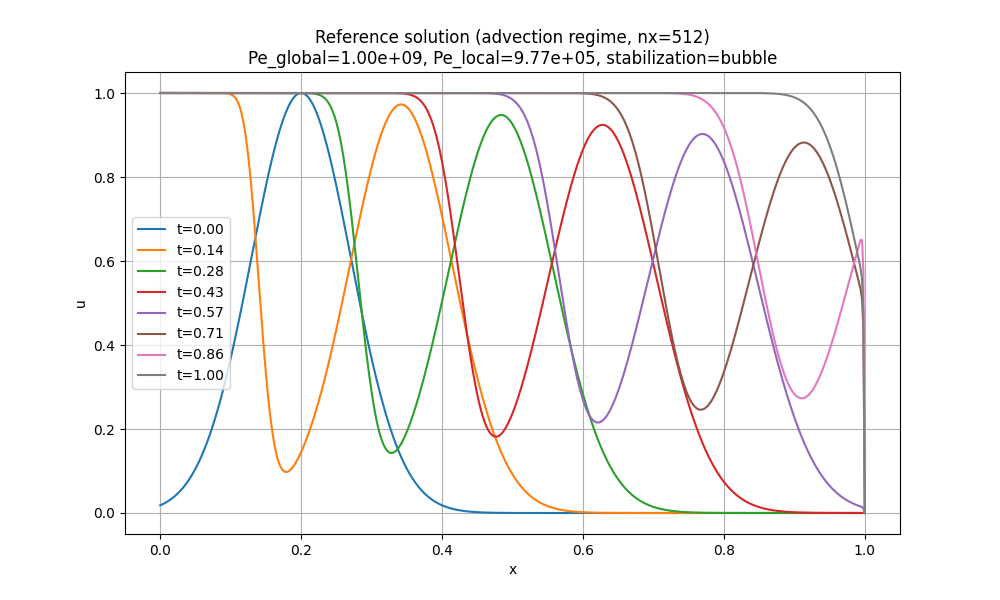 Reference solution (advection regime, nx=512)
Pe_global=1.00e+09, Pe_local=9.77e+05, stabilization=bubble
u
1.0
0.8
0.6
0.4
0.2
0.0
t=0.00
t=0.14
t=0.28
t=0.43
t=0.57
t=0.71
t=0.86
t=1.00
0.0 0.2 0.4 0.6 0.8 1.0
x